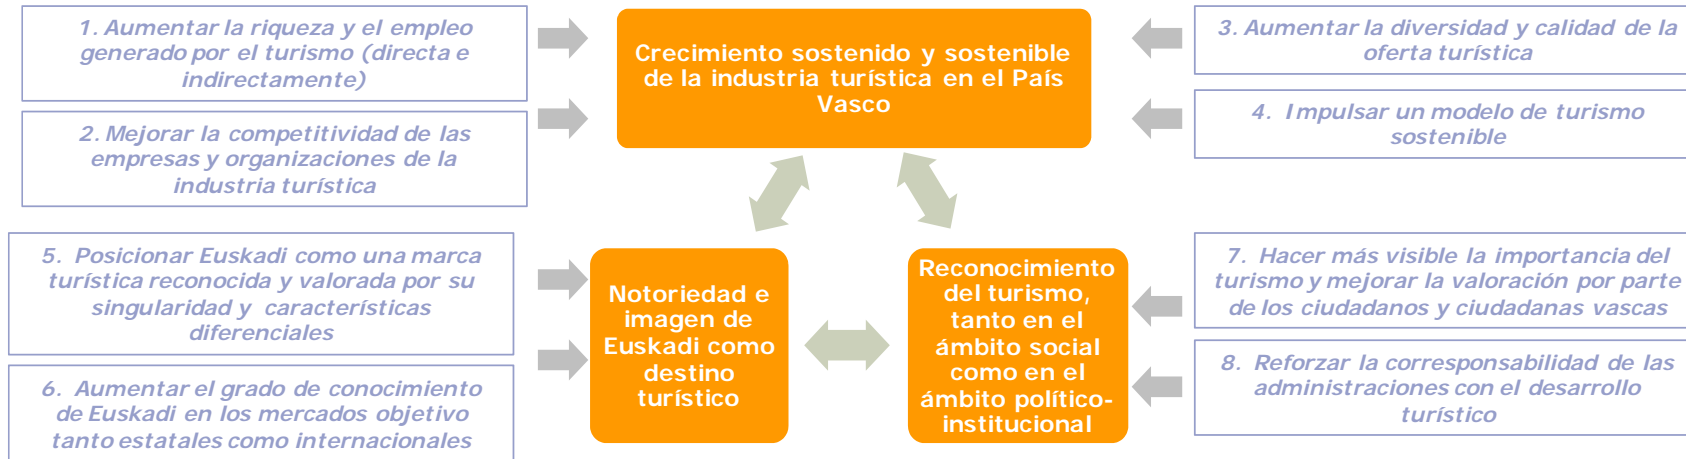 1. Aumentar la riqueza y el empleo
generado por el turismo (directa e
indirectamente)
2. Mejorar la competitividad de las
empresas y organizaciones de la
industria turística
Crecimiento sostenido y sostenible
de la industria turística en el País
Vasco
3. Aumentar la diversidad y calidad de la
oferta turística
4. Impulsar un modelo de turismo
sostenible
5. Posicionar Euskadi como una marca
turística reconocida y valorada por su
singularidad y características
diferenciales
6. Aumentar el grado de conocimiento
de Euskadi en los mercados objetivo
tanto estatales como internacionales
Notoriedad e
imagen de
Euskadi como
destino
turístico
Reconocimiento
del turismo,
tanto en el
ámbito social
como en el
ámbito político-
institucional
7. Hacer más visible la importancia del
turismo y mejorar la valoración por parte
de los ciudadanos y ciudadanas vascas
8. Reforzar la corresponsabilidad de las
administraciones con el desarrollo
turístico